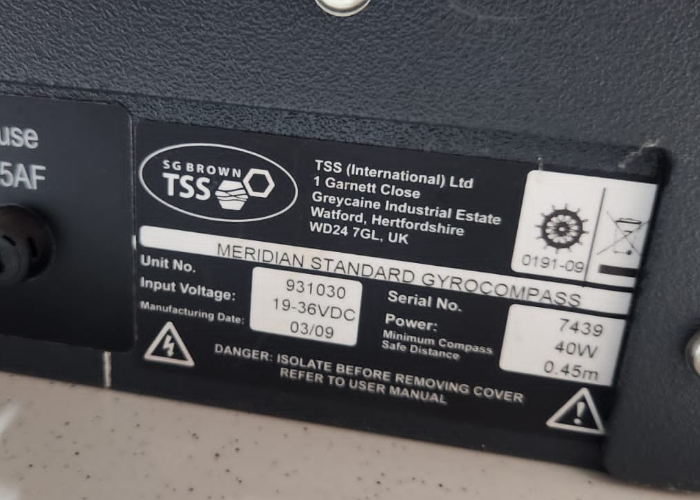 use
5AF
SG BROWN
TSS
TSS (International) Ltd
1 Garnett Close
Greycaine Industrial Estate
Watford, Hertfordshire
WD24 7GL, UK
0191-09
MERIDIAN STANDARD GYROCOMPASS
Unit No. 931030
Input Voltage: 19-36VDC
Manufacturing Date: 03/09
Serial No. 7439
Power: 40W
Minimum Compass
Safe Distance 0.45m
DANGER: ISOLATE BEFORE REMOVING COVER
REFER TO USER MANUAL